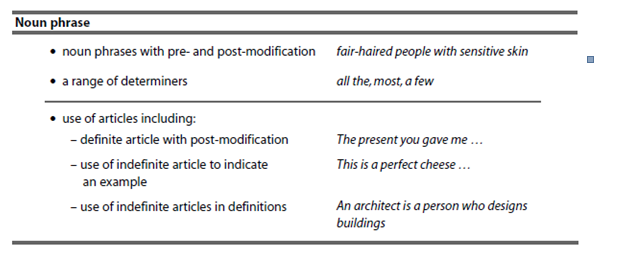 Noun phrase
• noun phrases with pre- and post-modification fair-haired people with sensitive skin
• a range of determiners all the, most, a few
• use of articles including:
– definite article with post-modification The present you gave me …
– use of indefinite article to indicate This is a perfect cheese …
an example
– use of indefinite articles in definitions An architect is a person who designs
buildings